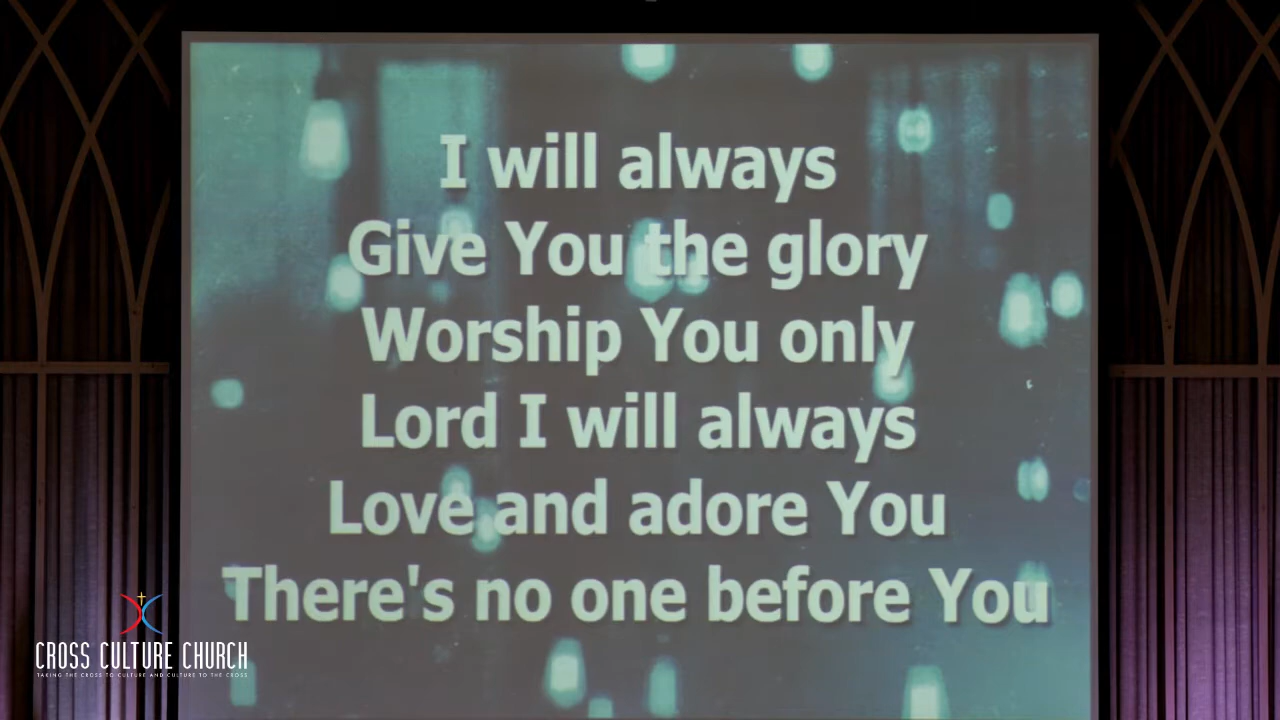 I will always
Give You the glory
Worship You only
Lord I will always
Love and adore You
There's no one before You
CROSS CULTURE CHURCH
TAKING THE CROSS TO CULTURE AND CULTURE TO THE CROSS